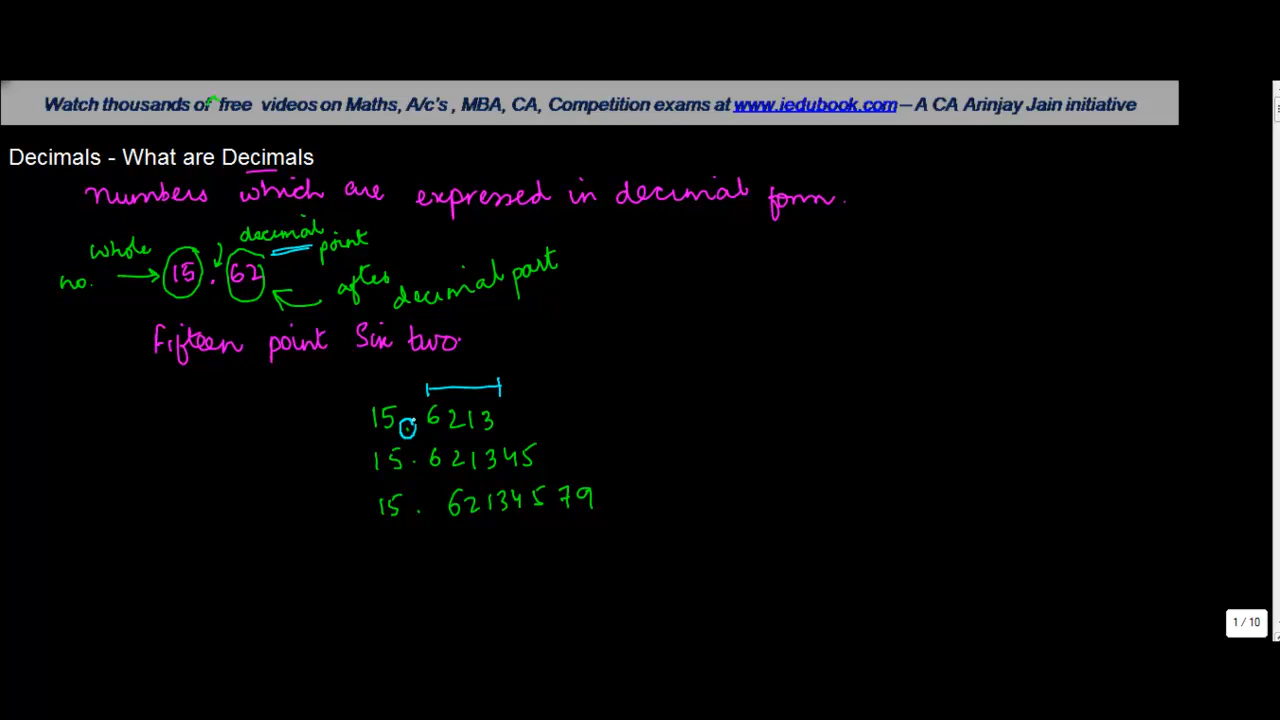 Watch thousands of free videos on Maths, A/c's , MBA, CA, Competition exams at www.iedubook.com – A CA Arinjay Jain initiative
Decimals - What are Decimals
Numbers which are expressed in decimal form.
whole no. 15 . 62 decimal point
after decimal part
Fifteen point Six two.
15 . 6213
15 . 621345
15 . 62134579
1 / 10